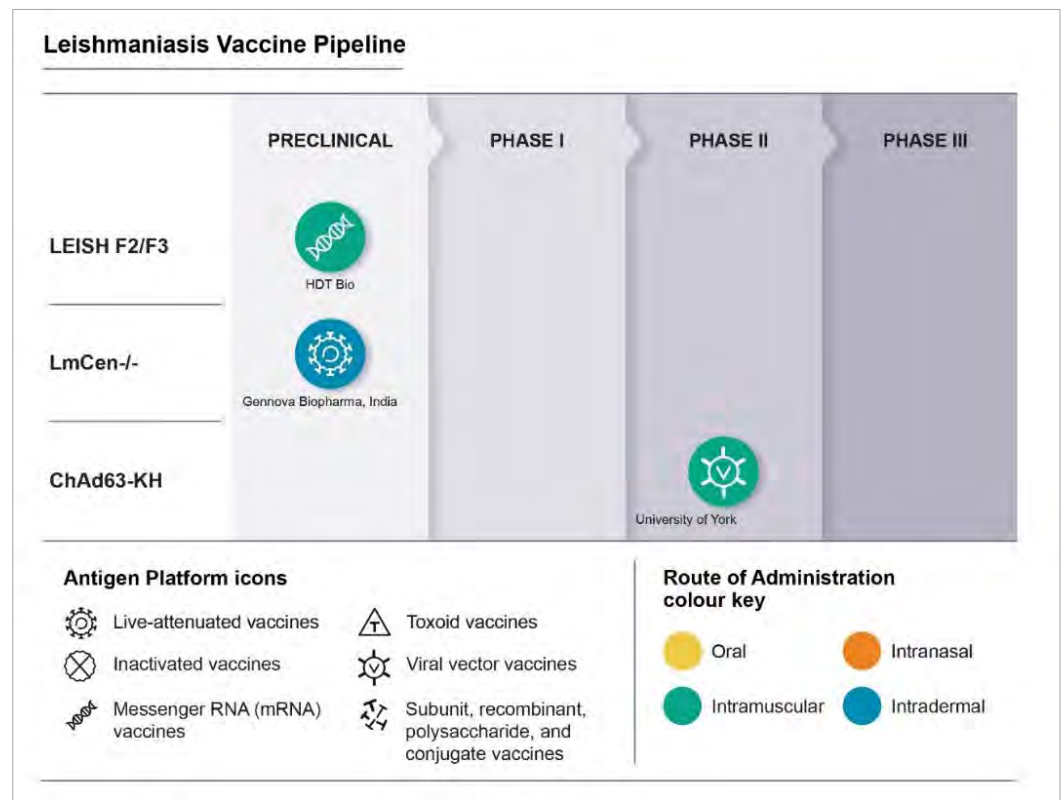 Leishmaniasis Vaccine Pipeline
PRECLINICAL
PHASE I
PHASE II
PHASE III
LEISH F2/F3
HDT Bio
LmCen-/-
Gennova Biopharma, India
ChAd63-KH
University of York
Antigen Platform icons
Live-attenuated vaccines
Inactivated vaccines
Messenger RNA (mRNA)
vaccines
T
Toxoid vaccines
V
Viral vector vaccines
Subunit, recombinant,
polysaccharide, and
conjugate vaccines
Route of Administration
colour key
Oral
Intranasal
Intramuscular
Intradermal